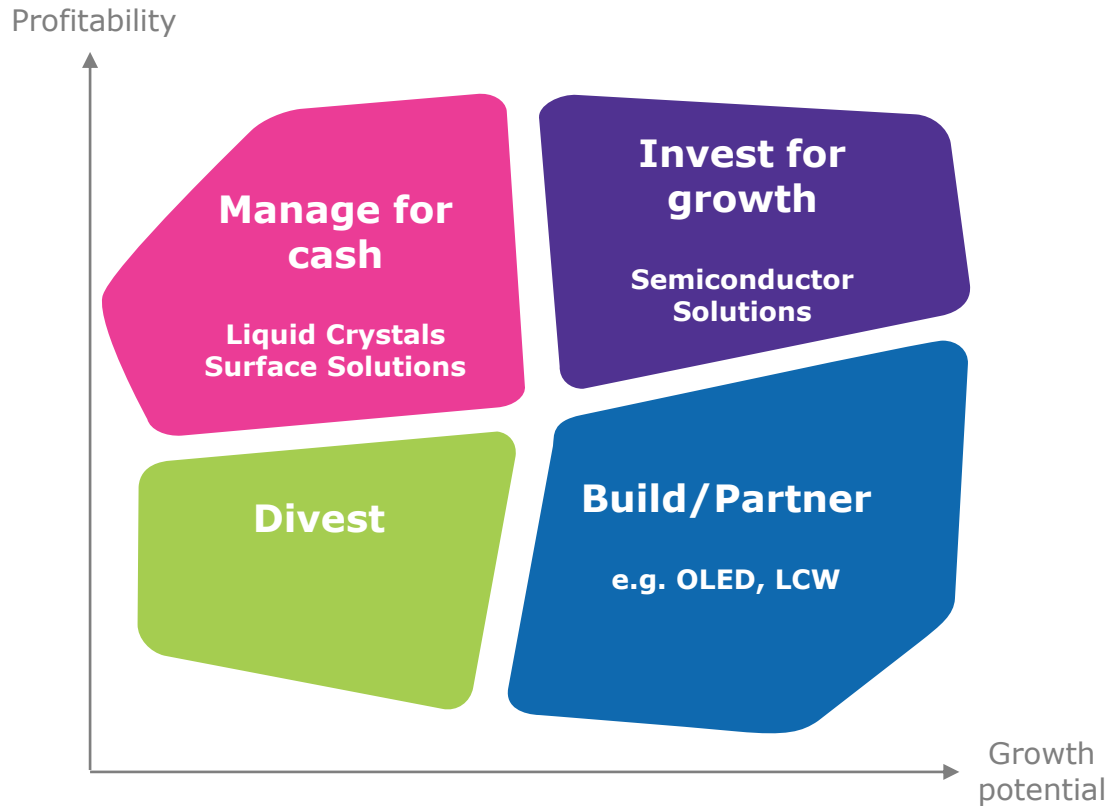 Profitability
Manage for
cash
Liquid Crystals
Surface Solutions
Invest for
growth
Semiconductor
Solutions
Divest
Build/Partner
e.g. OLED, LCW
Growth
potential